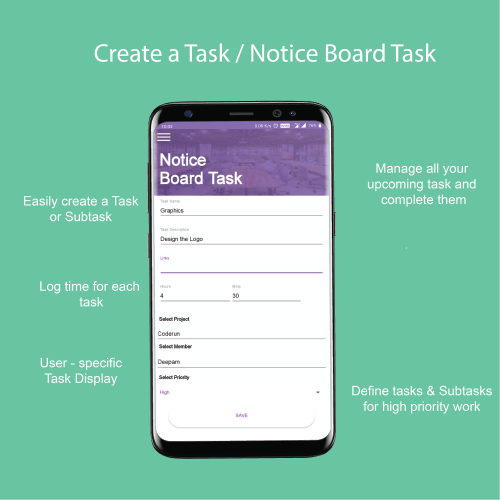 Create a Task / Notice Board Task
Notice
Board Task
Task Name
Graphics
Task Description
Design the Logo
Links
Hours
4
30
Select Project
Coderun
Select Member
Deepam
Select Priority
High
SAVE
Easily create a Task
or Subtask
Log time for each
task
User - specific
Task Display
Manage all your
upcoming task and
complete them
Define tasks & Subtasks
for high priority work